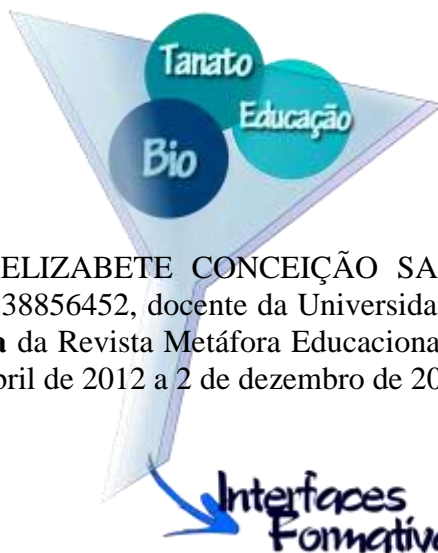 Tanato
Educação
Bio
ELIZABETE CONCEIÇÃO SA
38856452, docente da Universida
a da Revista Metáfora Educaciona
bril de 2012 a 2 de dezembro de 20
Interfaces
Formativa